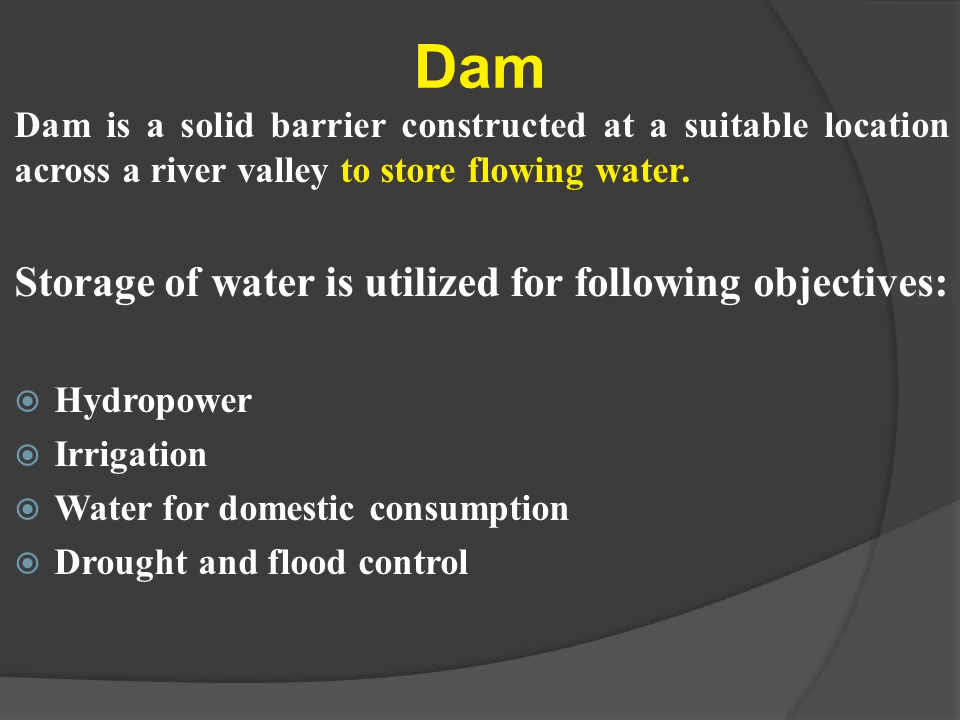 Dam
Dam is a solid barrier constructed at a suitable location
across a river valley to store flowing water.
Storage of water is utilized for following objectives:
Hydropower
Irrigation
Water for domestic consumption
Drought and flood control